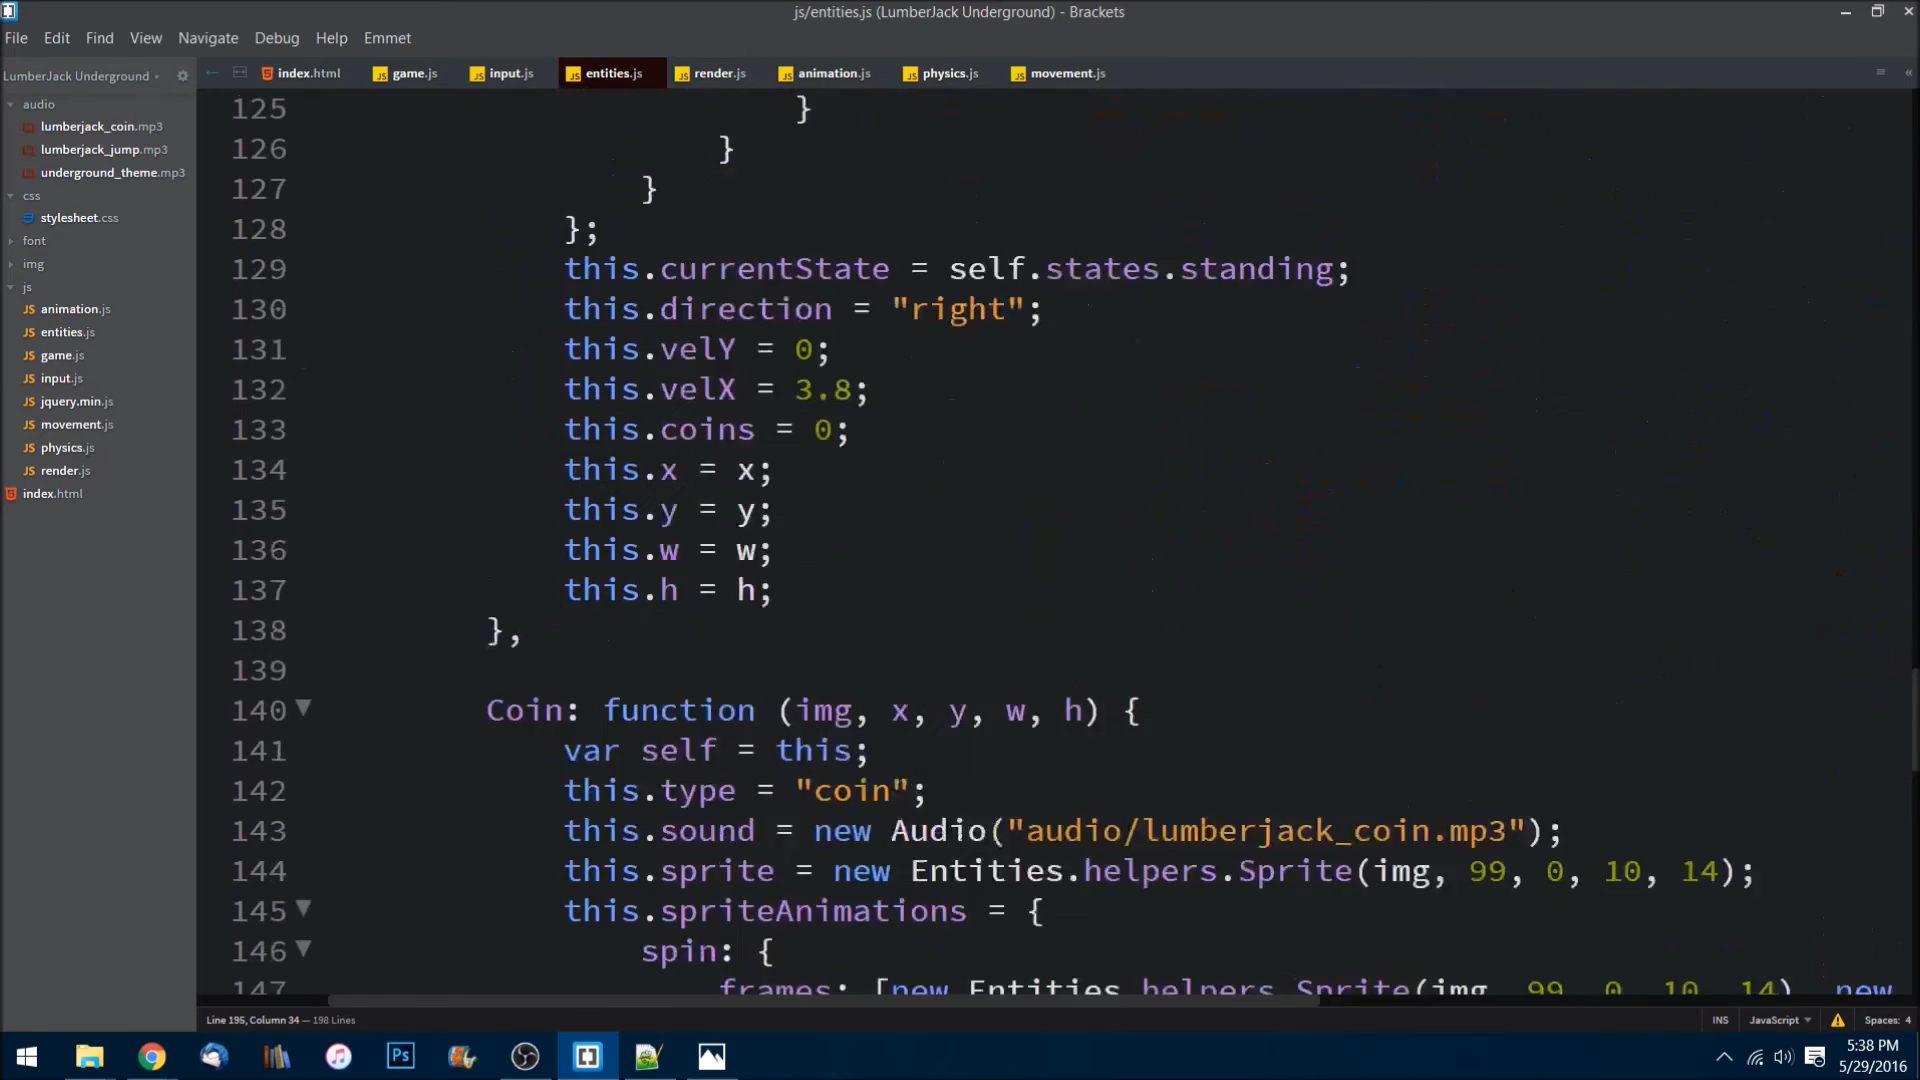 js/entities.js (LumberJack Underground) - Brackets
File Edit Find View Navigate Debug Help Emmet
LumberJack Underground
index.html game.js input.js entities.js render.js animation.js physics.js movement.js
audio
lumberjack_coin.mp3
lumberjack_jump.mp3
underground_theme.mp3
css
stylesheet.css
font
img
js
animation.js
entities.js
game.js
input.js
jquery.min.js
movement.js
physics.js
render.js
index.html
125 }
126 }
127 }
128 };
129 this.currentState = self.states.standing;
130 this.direction = "right";
131 this.velY = 0;
132 this.velX = 3.8;
133 this.coins = 0;
134 this.x = x;
135 this.y = y;
136 this.w = w;
137 this.h = h;
138 },
139
140 Coin: function (img, x, y, w, h) {
141 var self = this;
142 this.type = "coin";
143 this.sound = new Audio("audio/lumberjack_coin.mp3");
144 this.sprite = new Entities.helpers.Sprite(img, 99, 0, 10, 14);
145 this.spriteAnimations = {
146 spin: {
147 frames: [new Entities.helpers.Sprite(img, 99, 0, 10, 14), new
Line 195, Column 34 — 198 Lines
INS JavaScript Spaces: 4
Ps
5:38 PM
5/29/2016